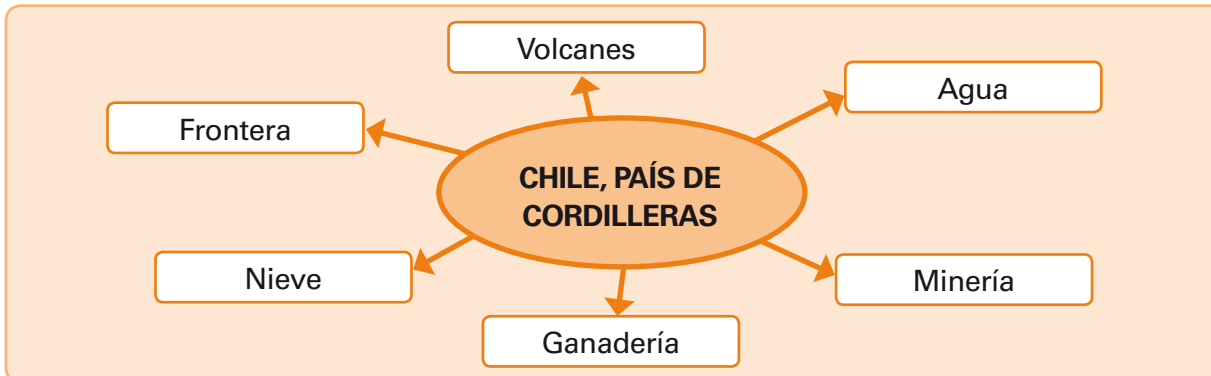 Volcanes
Agua
Frontera
CHILE, PAÍS DE
CORDILLERAS
Nieve
Minería
Ganadería